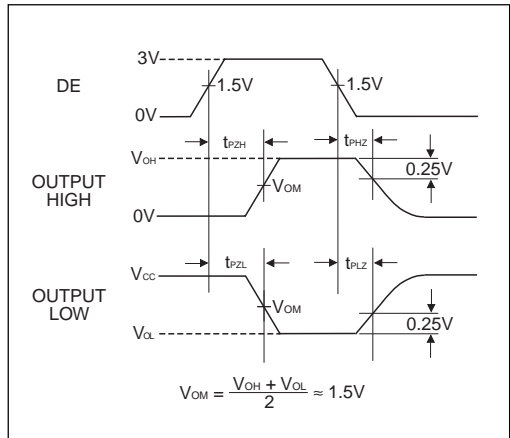 3V
DE
1.5V
1.5V
0V
tPZH
tPHZ
VOH
0.25V
OUTPUT
HIGH
VOM
0V
tPZL
tPLZ
VCC
OUTPUT
LOW
VOM
0.25V
VOL
VOM = VOH + VOL
2
≈ 1.5V